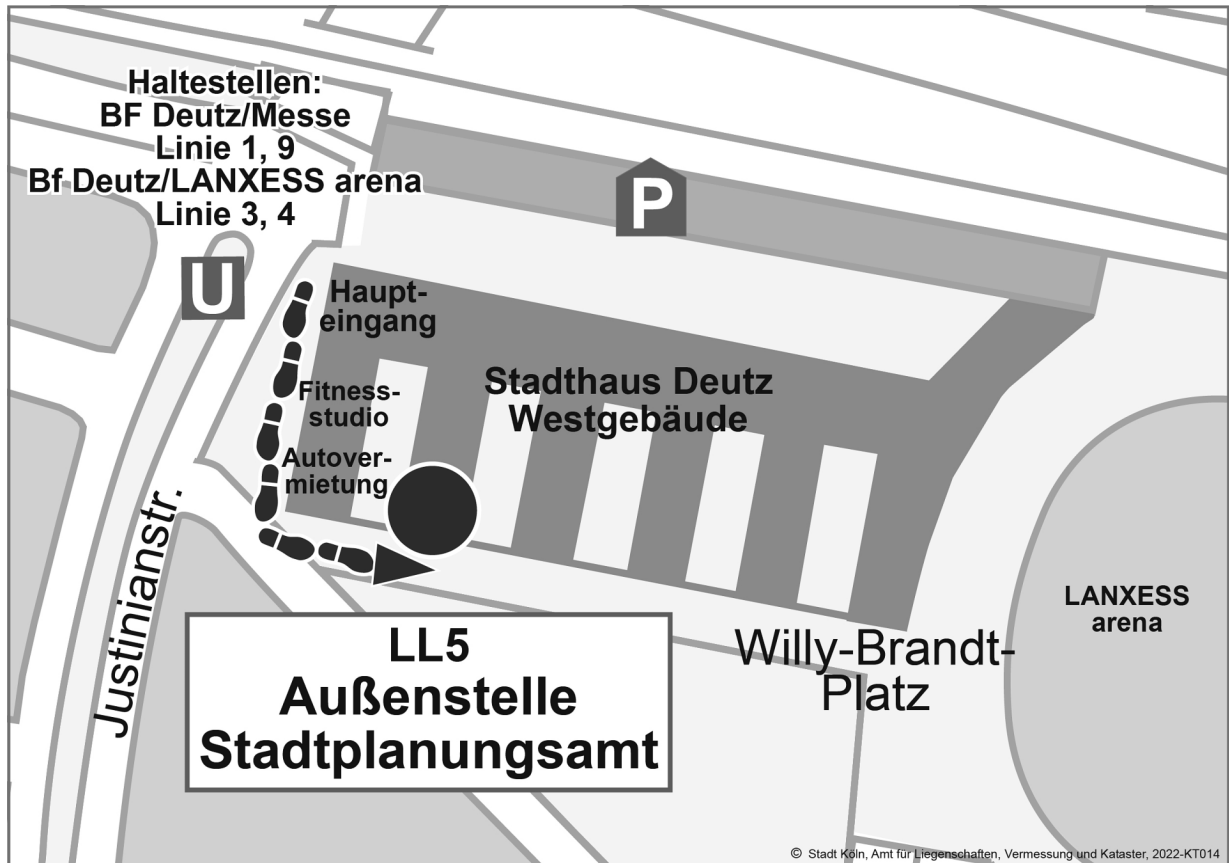 Haltestellen:
BF Deutz/Messe
Linie 1, 9
Bf Deutz/LANXESS arena
Linie 3, 4
P
U
Haupt-
eingang
Fitness-
studio
Autover-
mietung
Stadthaus Deutz
Westgebäude
Justinianstr.
LANXESS
arena
Willy-Brandt-
Platz
LL5
Außenstelle
Stadtplanungsamt
© Stadt Köln, Amt für Liegenschaften, Vermessung und Kataster, 2022-KT014